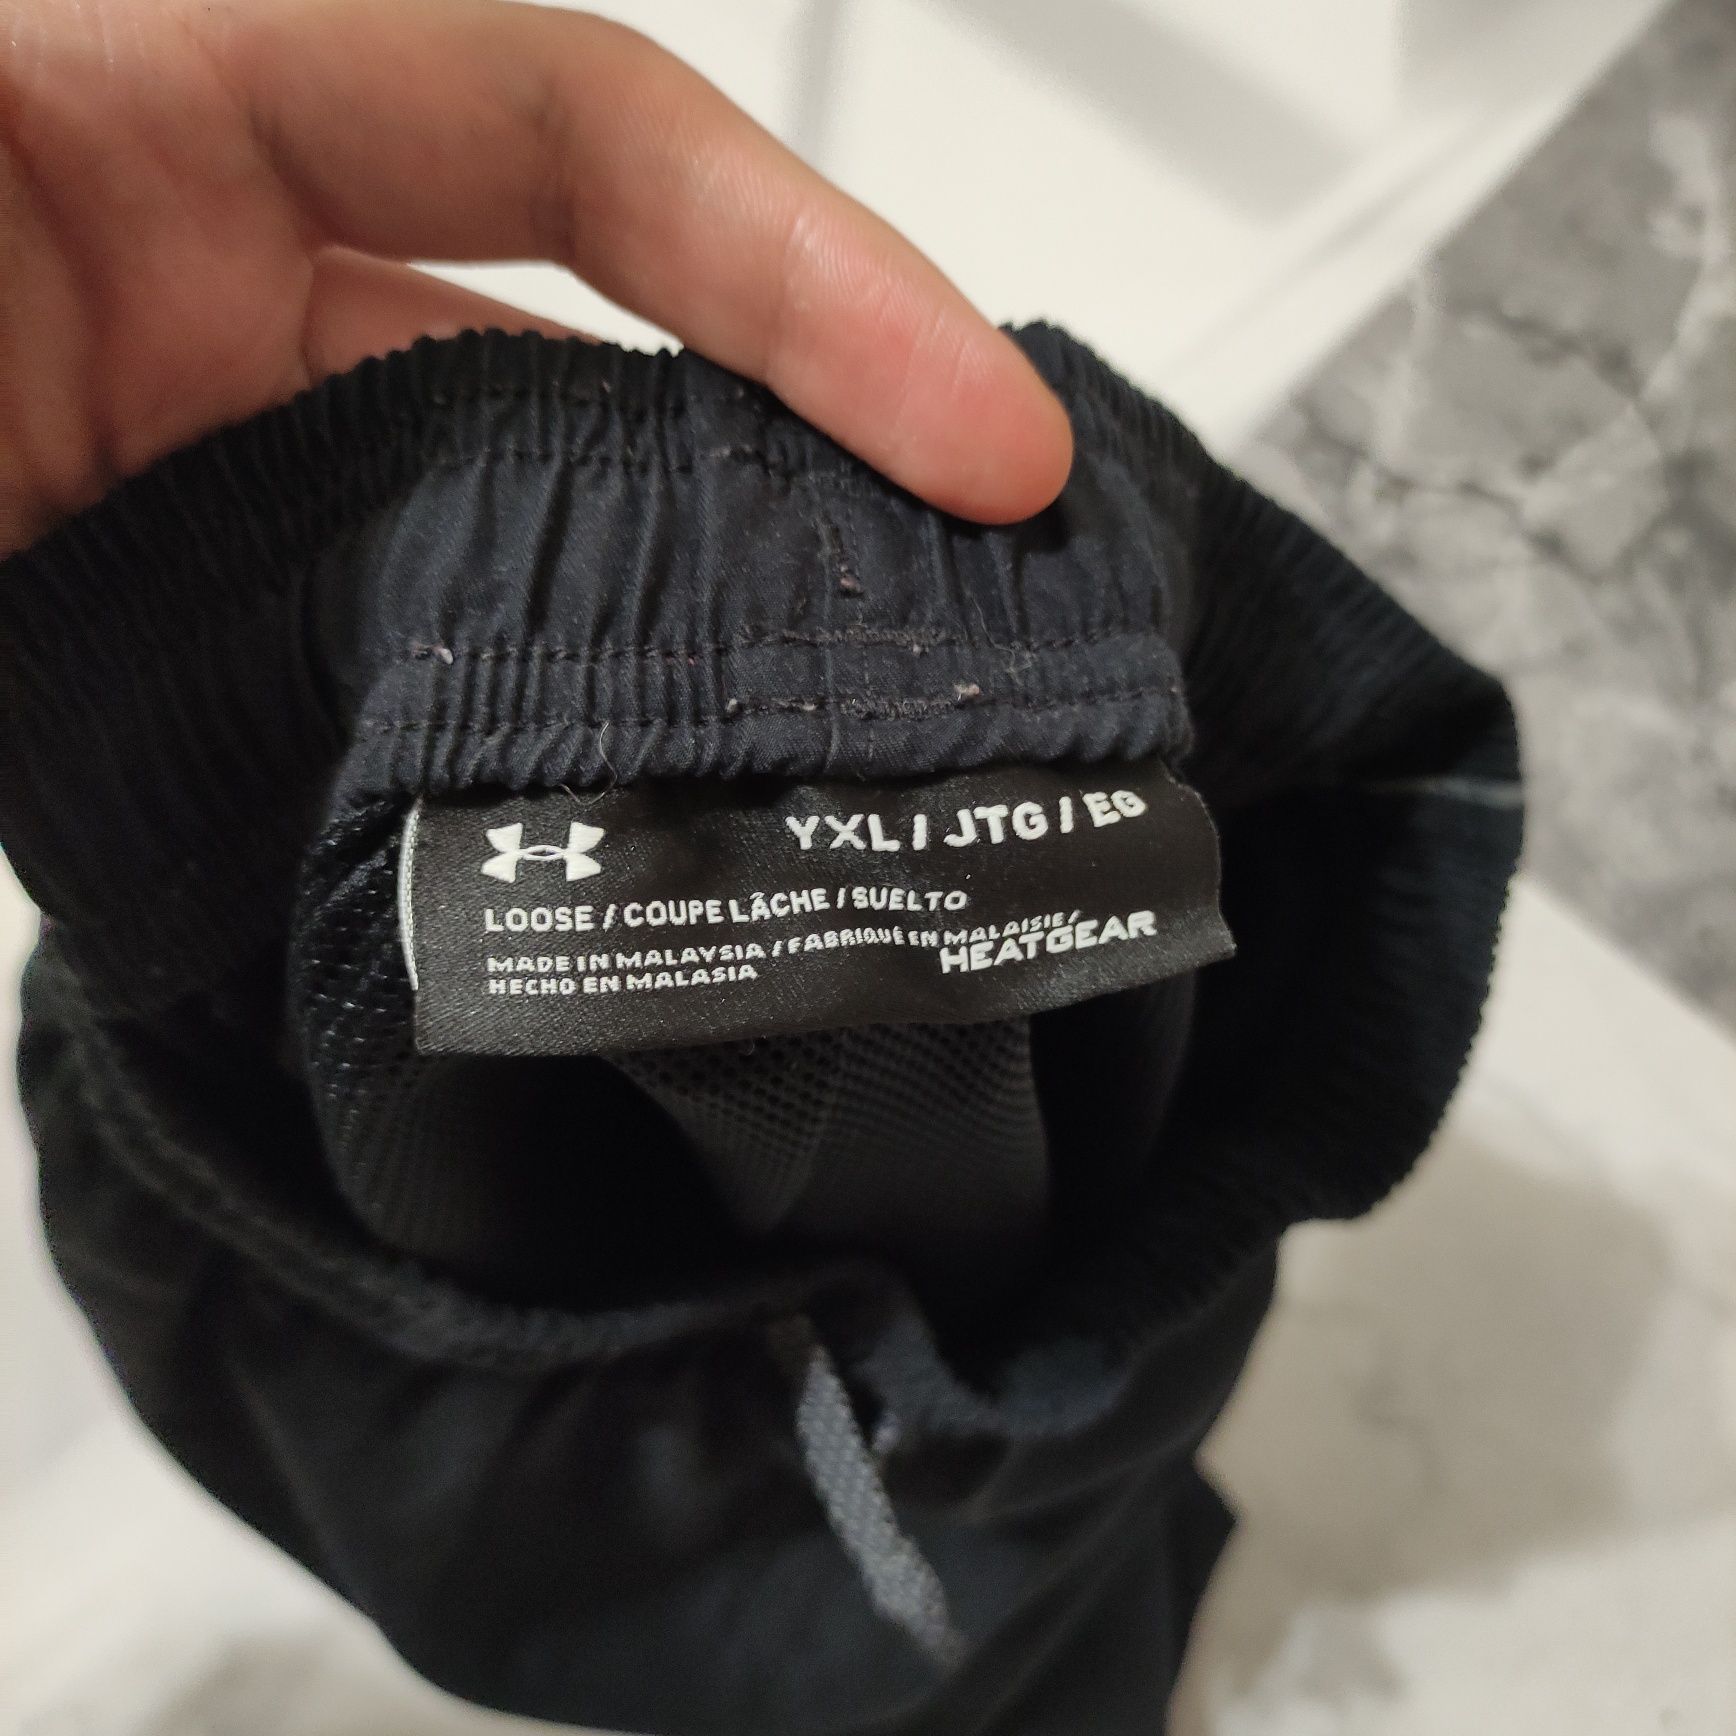 YXL / JTG / EG
LOOSE / COUPE LÂCHE / SUELTO
MADE IN MALAYSIA / FABRIQUÉ EN MALAISIE /
HECHO EN MALASIA
HEATGEAR